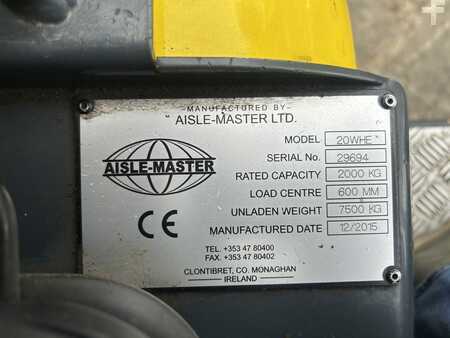 -MANUFACTURED BY-
AISLE-MASTER LTD.
AISLE-MASTER
CE
MODEL 20WHE
SERIAL No. 29694
RATED CAPACITY 2000 KG
LOAD CENTRE 600 MM
UNLADEN WEIGHT 7500 KG
MANUFACTURED DATE 12/2015
TEL. +353 47 80400
FAX. +353 47 80402
CLONTIBRET, CO. MONAGHAN
IRELAND